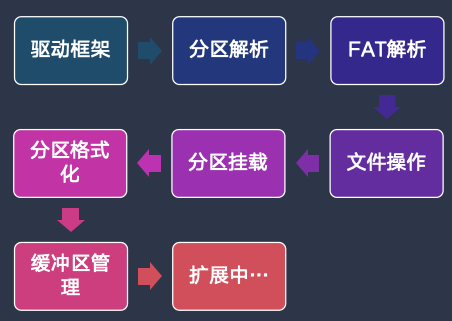 驱动框架
分区解析
FAT解析
文件操作
分区挂载
分区格式
化
缓冲区管
理
扩展中…